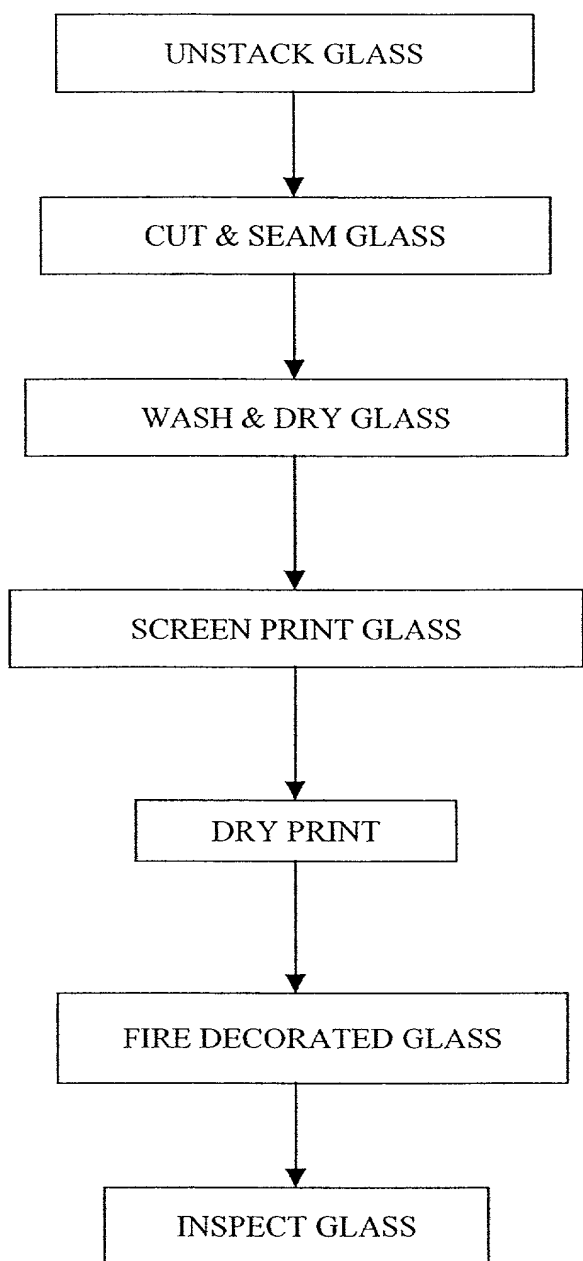 UNSTACK GLASS
CUT & SEAM GLASS
WASH & DRY GLASS
SCREEN PRINT GLASS
DRY PRINT
FIRE DECORATED GLASS
INSPECT GLASS